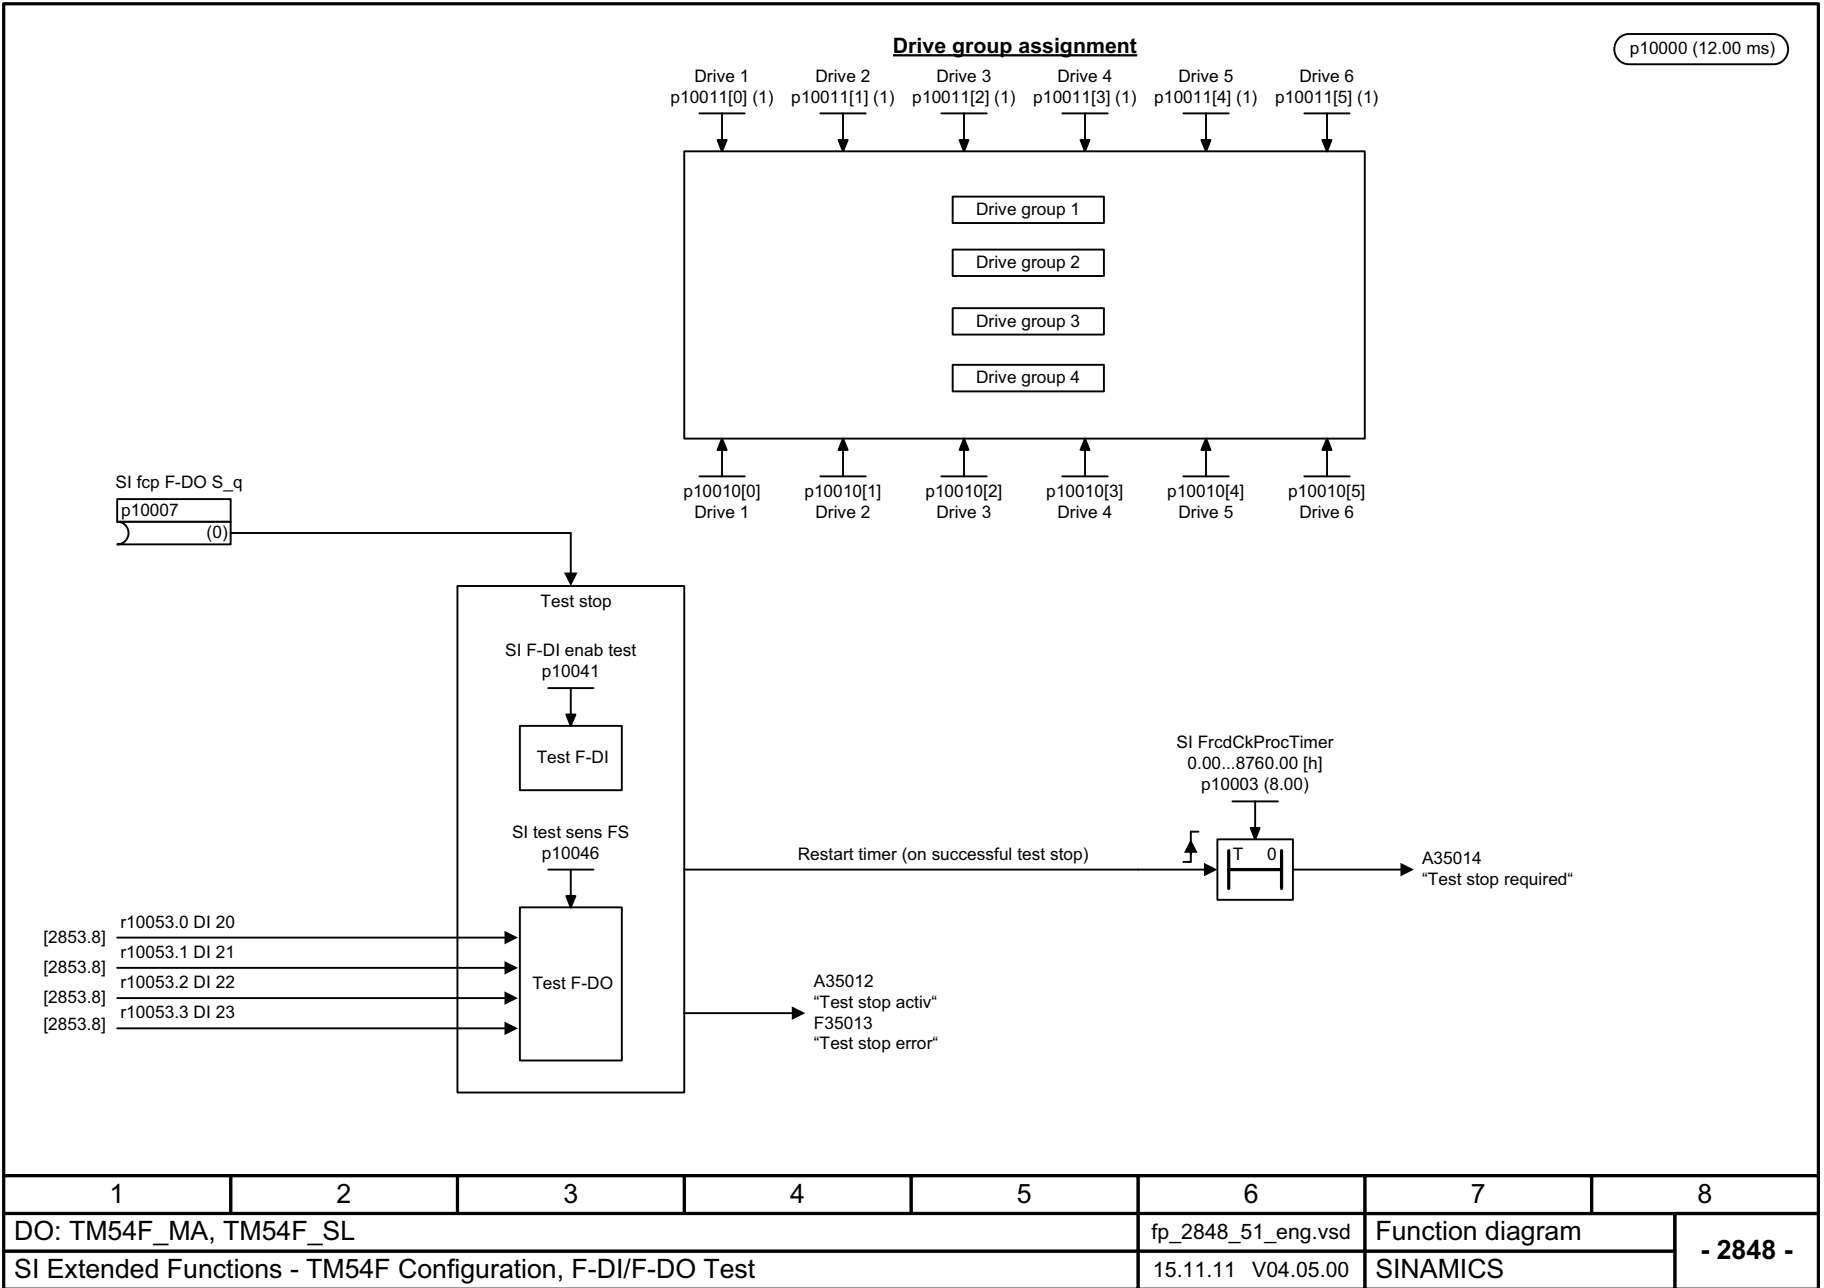 Drive group assignment
p10000 (12.00 ms)
Drive 1 Drive 2 Drive 3 Drive 4 Drive 5 Drive 6
p10011[0] (1) p10011[1] (1) p10011[2] (1) p10011[3] (1) p10011[4] (1) p10011[5] (1)
Drive group 1
Drive group 2
Drive group 3
Drive group 4
p10010[0] p10010[1] p10010[2] p10010[3] p10010[4] p10010[5]
Drive 1 Drive 2 Drive 3 Drive 4 Drive 5 Drive 6
SI fcp F-DO S_q
p10007
(0)
Test stop
SI F-DI enab test
p10041
Test F-DI
SI test sens FS
p10046
Test F-DO
[2853.8] r10053.0 DI 20
[2853.8] r10053.1 DI 21
[2853.8] r10053.2 DI 22
[2853.8] r10053.3 DI 23
Restart timer (on successful test stop)
SI FrcdCkProcTimer
0.00...8760.00 [h]
p10003 (8.00)
T 0
A35014
“Test stop required“
A35012
“Test stop activ“
F35013
“Test stop error“
1 2 3 4 5 6 7 8
DO: TM54F_MA, TM54F_SL fp_2848_51_eng.vsd Function diagram
- 2848 -
SI Extended Functions - TM54F Configuration, F-DI/F-DO Test 15.11.11 V04.05.00 SINAMICS